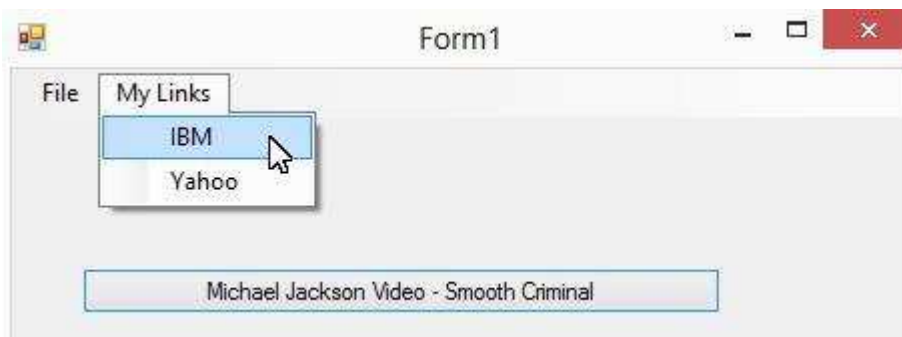 Form1
File My Links
IBM
Yahoo
Michael Jackson Video - Smooth Criminal